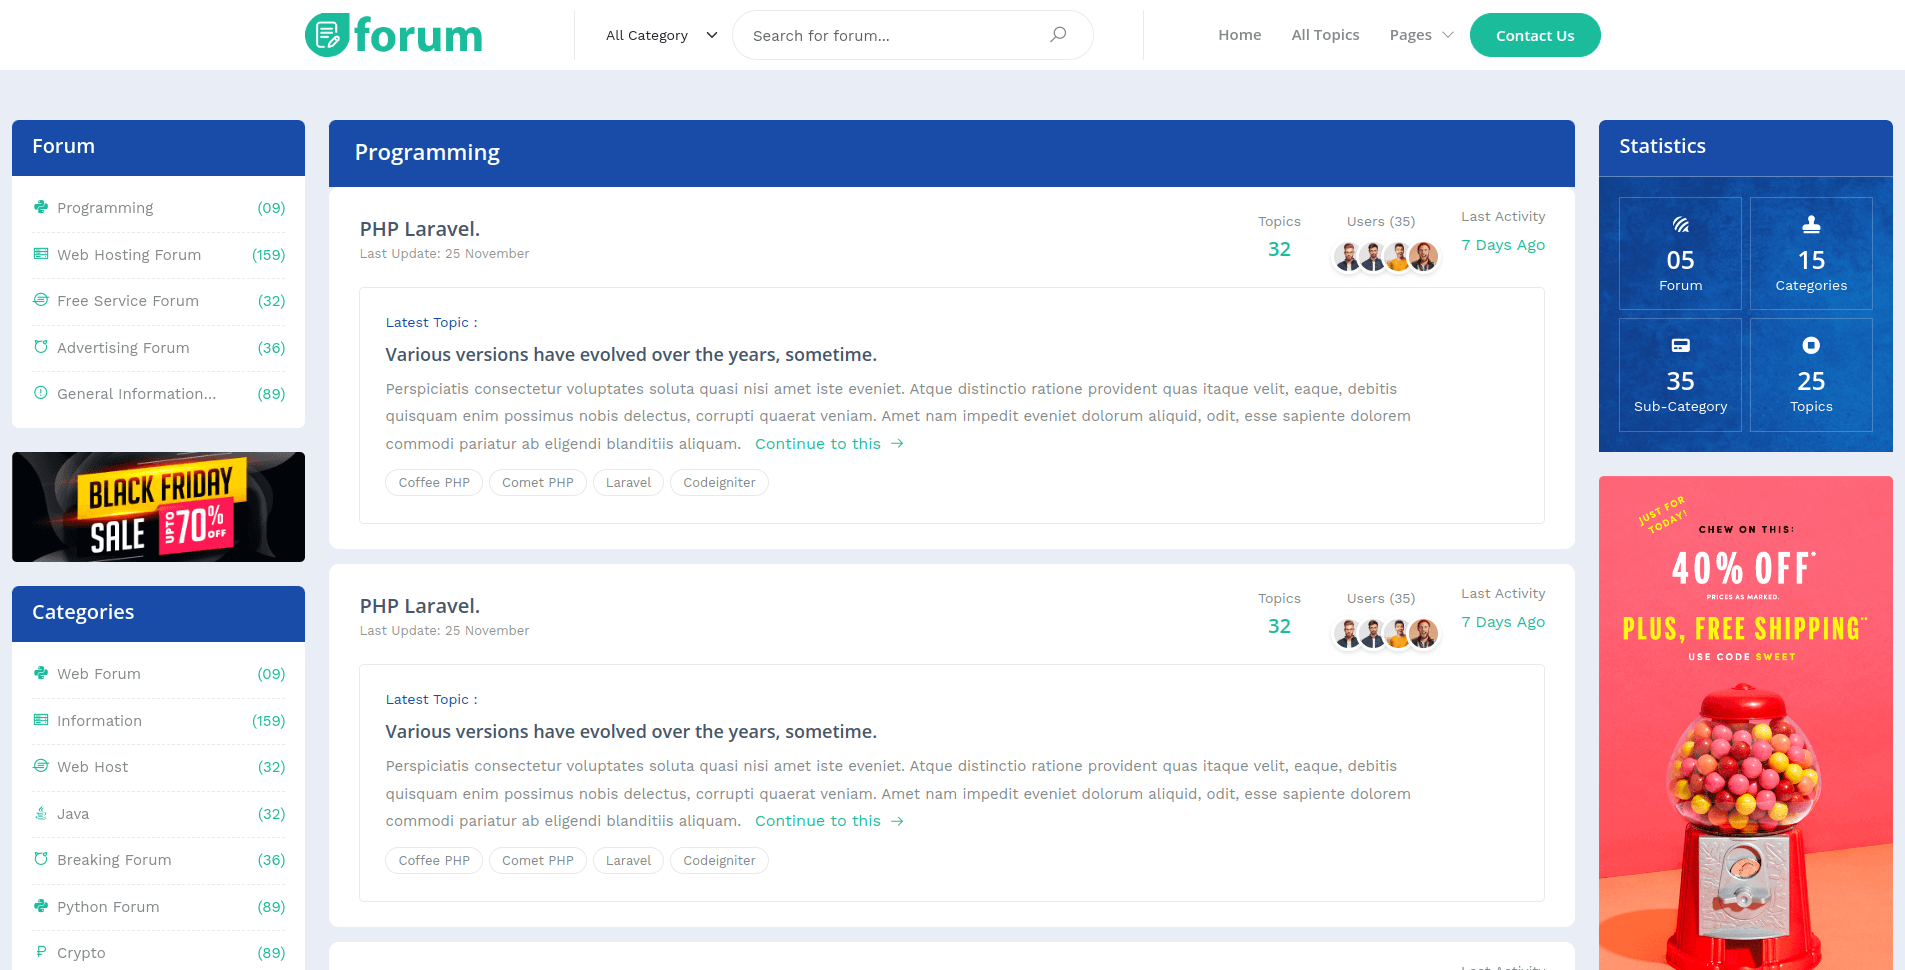 forum
All Category
Search for forum...
Home
All Topics
Pages
Contact Us
Forum
Programming (09)
Web Hosting Forum (159)
Free Service Forum (32)
Advertising Forum (36)
General Information... (89)
BLACK FRIDAY
SALE UPTO 70% OFF
Categories
Web Forum (09)
Information (159)
Web Host (32)
Java (32)
Breaking Forum (36)
Python Forum (89)
Crypto (89)
Programming
PHP Laravel.
Last Update: 25 November
Topics
32
Users (35)
Last Activity
7 Days Ago
Latest Topic :
Various versions have evolved over the years, sometime.
Perspiciatis consectetur voluptates soluta quasi nisi amet iste eveniet. Atque distinctio ratione provident quas itaque velit, eaque, debitis
quisquam enim possimus nobis delectus, corrupti quaerat veniam. Amet nam impedit eveniet dolorum aliquid, odit, esse sapiente dolorem
commodi pariatur ab eligendi blanditiis aliquam. Continue to this →
Coffee PHP
Comet PHP
Laravel
Codeigniter
PHP Laravel.
Last Update: 25 November
Topics
32
Users (35)
Last Activity
7 Days Ago
Latest Topic :
Various versions have evolved over the years, sometime.
Perspiciatis consectetur voluptates soluta quasi nisi amet iste eveniet. Atque distinctio ratione provident quas itaque velit, eaque, debitis
quisquam enim possimus nobis delectus, corrupti quaerat veniam. Amet nam impedit eveniet dolorum aliquid, odit, esse sapiente dolorem
commodi pariatur ab eligendi blanditiis aliquam. Continue to this →
Coffee PHP
Comet PHP
Laravel
Codeigniter
Statistics
05
Forum
15
Categories
35
Sub-Category
25
Topics
JUST FOR
TODAY!
CHEW ON THIS:
40% OFF*
PRICES AS MARKED.
PLUS, FREE SHIPPING**
USE CODE SWEET